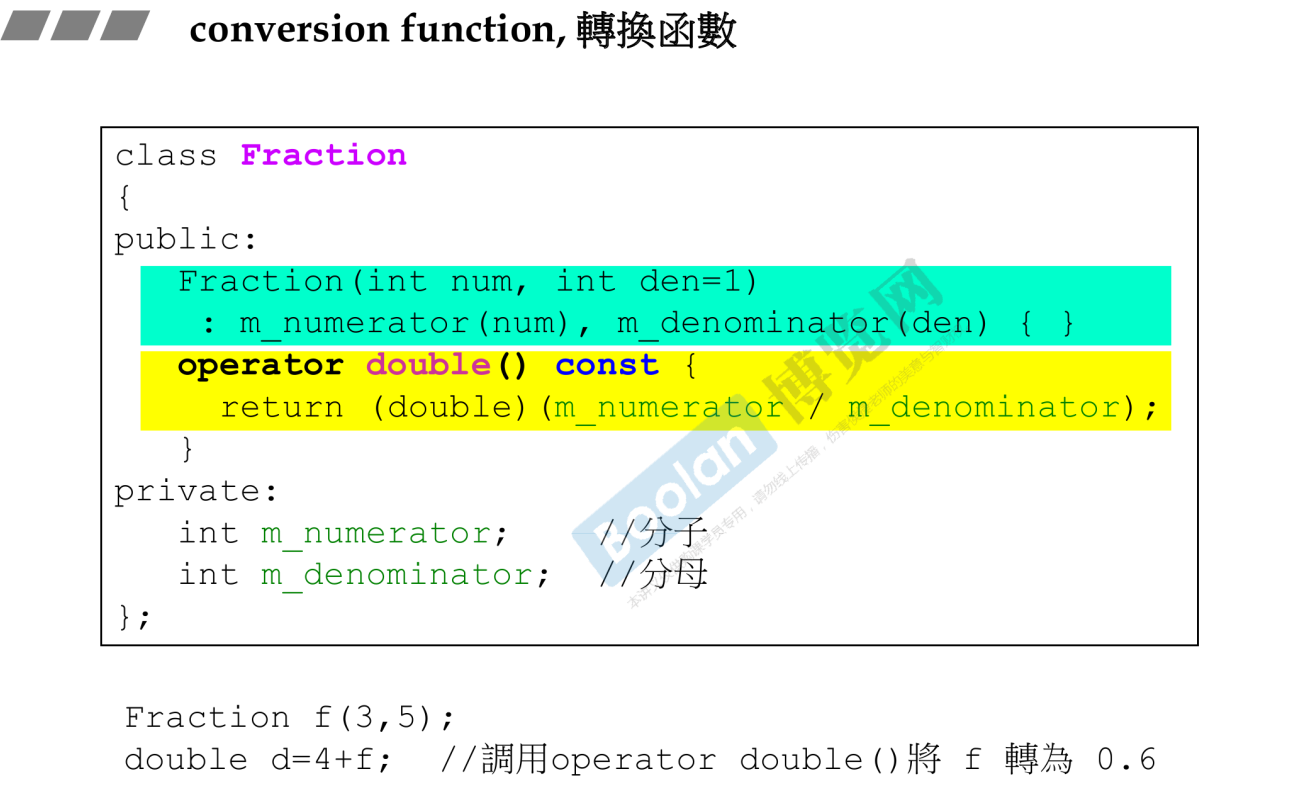 conversion function, 轉換函數
class Fraction
{
public:
Fraction(int num, int den=1)
: m_numerator(num), m_denominator(den) { }
operator double() const {
return (double)(m_numerator / m_denominator);
}
private:
int m_numerator; //分子
int m_denominator; //分母
};
Boolan 博览网
Fraction f(3,5);
double d=4+f; //調用operator double()將 f 轉為 0.6